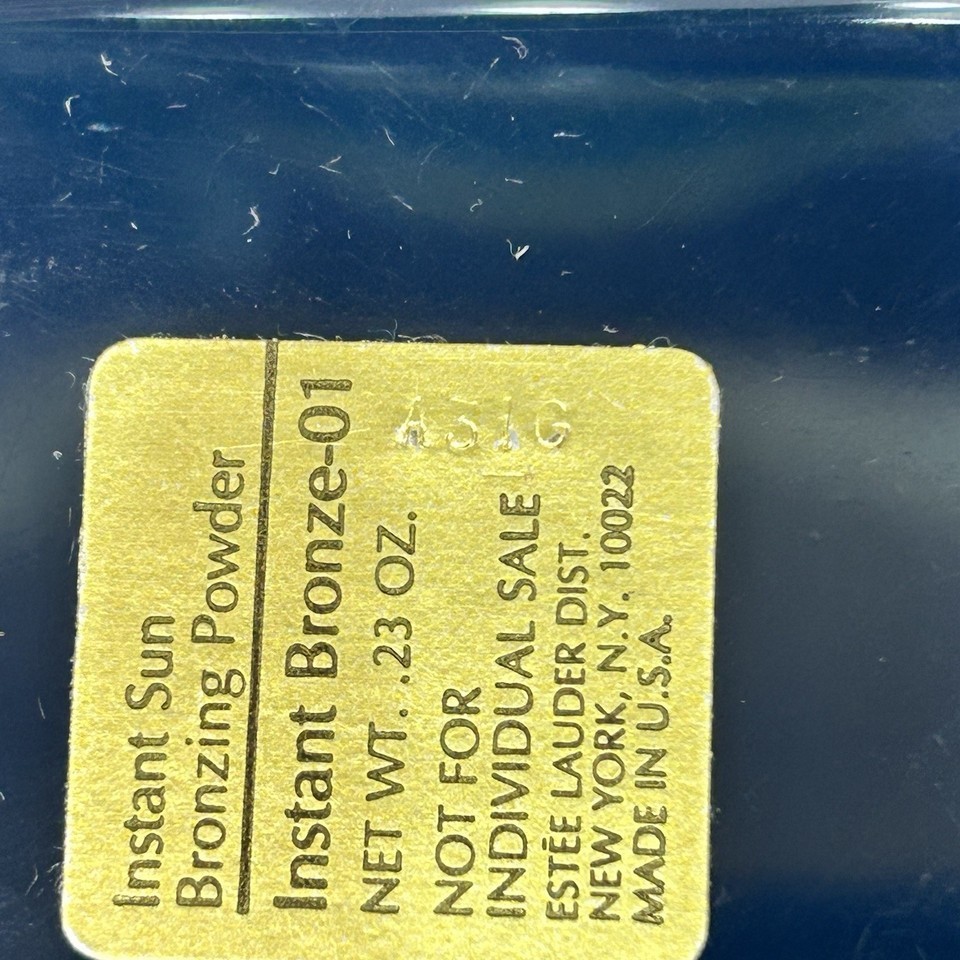 Instant Sun
Bronzing Powder
Instant Bronze-01
NET WT. .23 OZ.
NOT FOR
INDIVIDUAL SALE
ESTĒE LAUDER DIST.
NEW YORK, N.Y. 10022
MADE IN U.S.A.